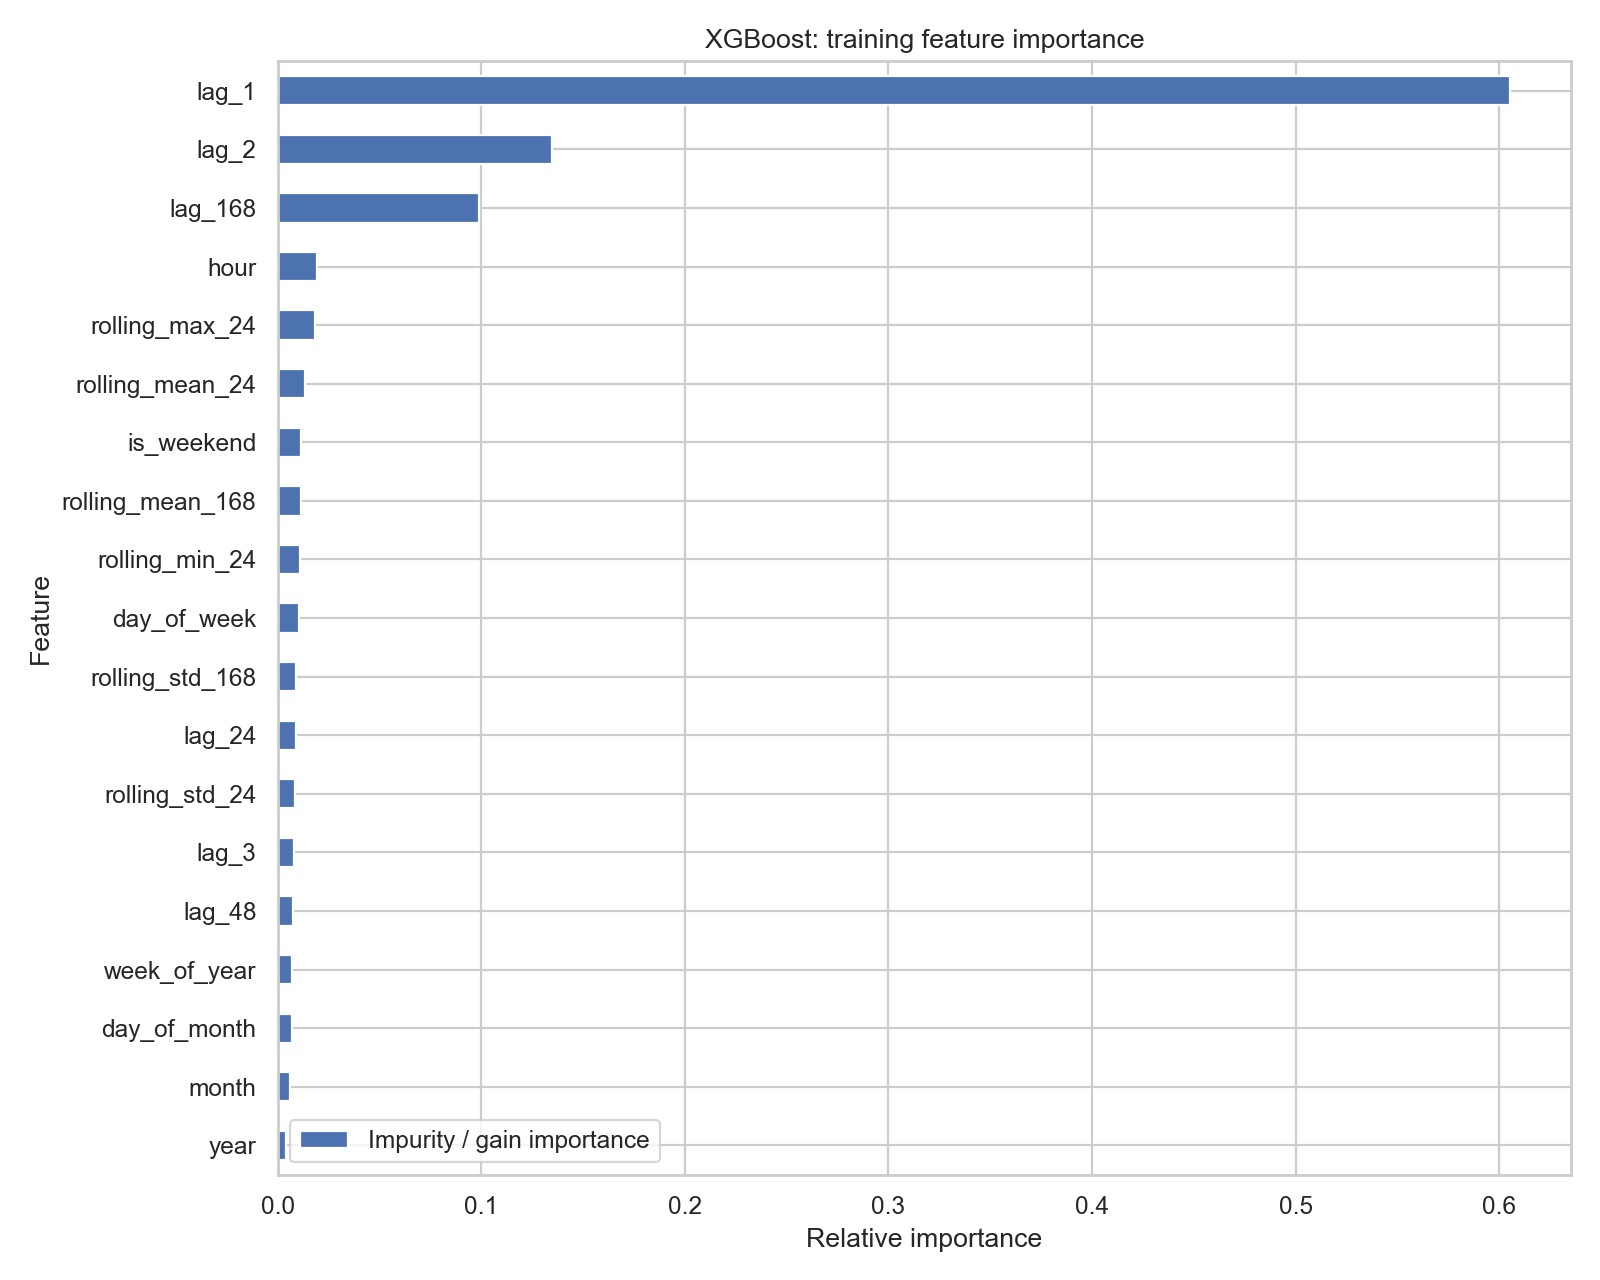 XGBoost: training feature importance
lag_1
lag_2
lag_168
hour
rolling_max_24
rolling_mean_24
is_weekend
rolling_mean_168
rolling_min_24
day_of_week
rolling_std_168
lag_24
rolling_std_24
lag_3
lag_48
week_of_year
day_of_month
month
year
Feature
Impurity / gain importance
0.0 0.1 0.2 0.3 0.4 0.5 0.6
Relative importance